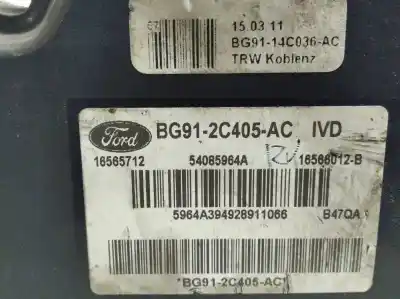 67
15.03.11
BG91-14C036-AC
TRW Koblenz
Ford BG91-2C405-AC IVD
16565712 54085964A 16566012-B
5964A394928911066 B47QA
*BG91-2C405-AC*